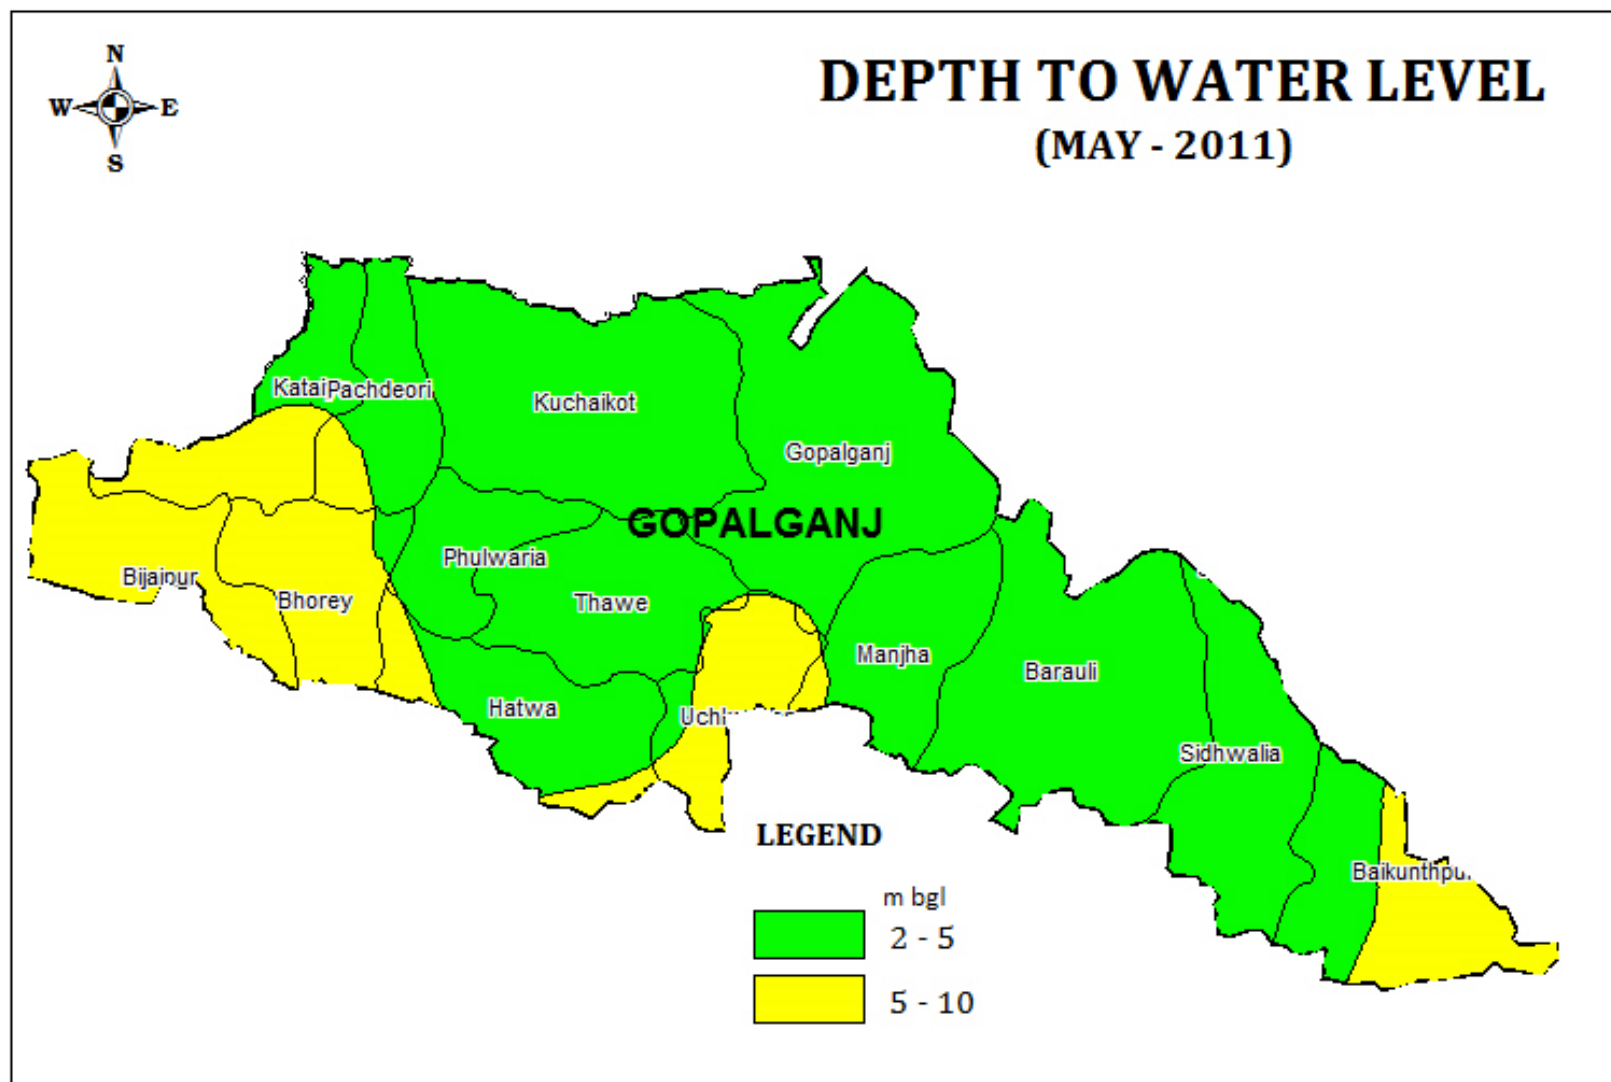 N
W E
S
DEPTH TO WATER LEVEL
(MAY - 2011)
Pachdeori
Kuchaikot
Gopalganj
GOPALGANJ
Phulwaria
Bhorey
Thawe
Manjha
Barauli
Hatwa
Sidhwalia
LEGEND
m bgl
2 - 5
5 - 10